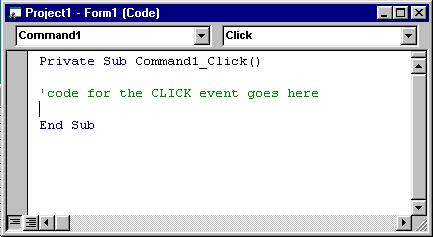 Project1 - Form1 (Code)
Command1 Click
Private Sub Command1_Click()
'code for the CLICK event goes here
End Sub